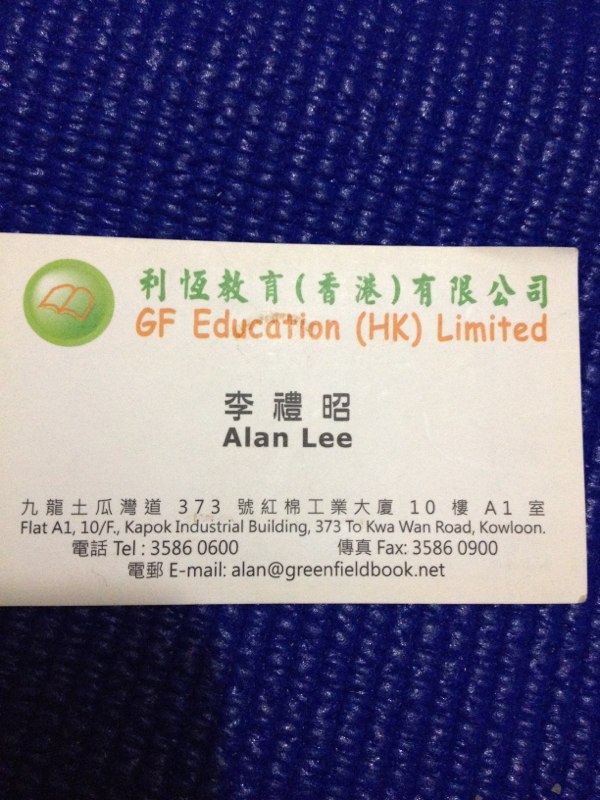 利恆教育(香港)有限公司
GF Education (HK) Limited
李禮昭
Alan Lee
九龍土瓜灣道 373 號紅棉工業大廈 10 樓 A1 室
Flat A1, 10/F., Kapok Industrial Building, 373 To Kwa Wan Road, Kowloon.
電話 Tel : 3586 0600 傳真 Fax: 3586 0900
電郵 E-mail: alan@greenfieldbook.net